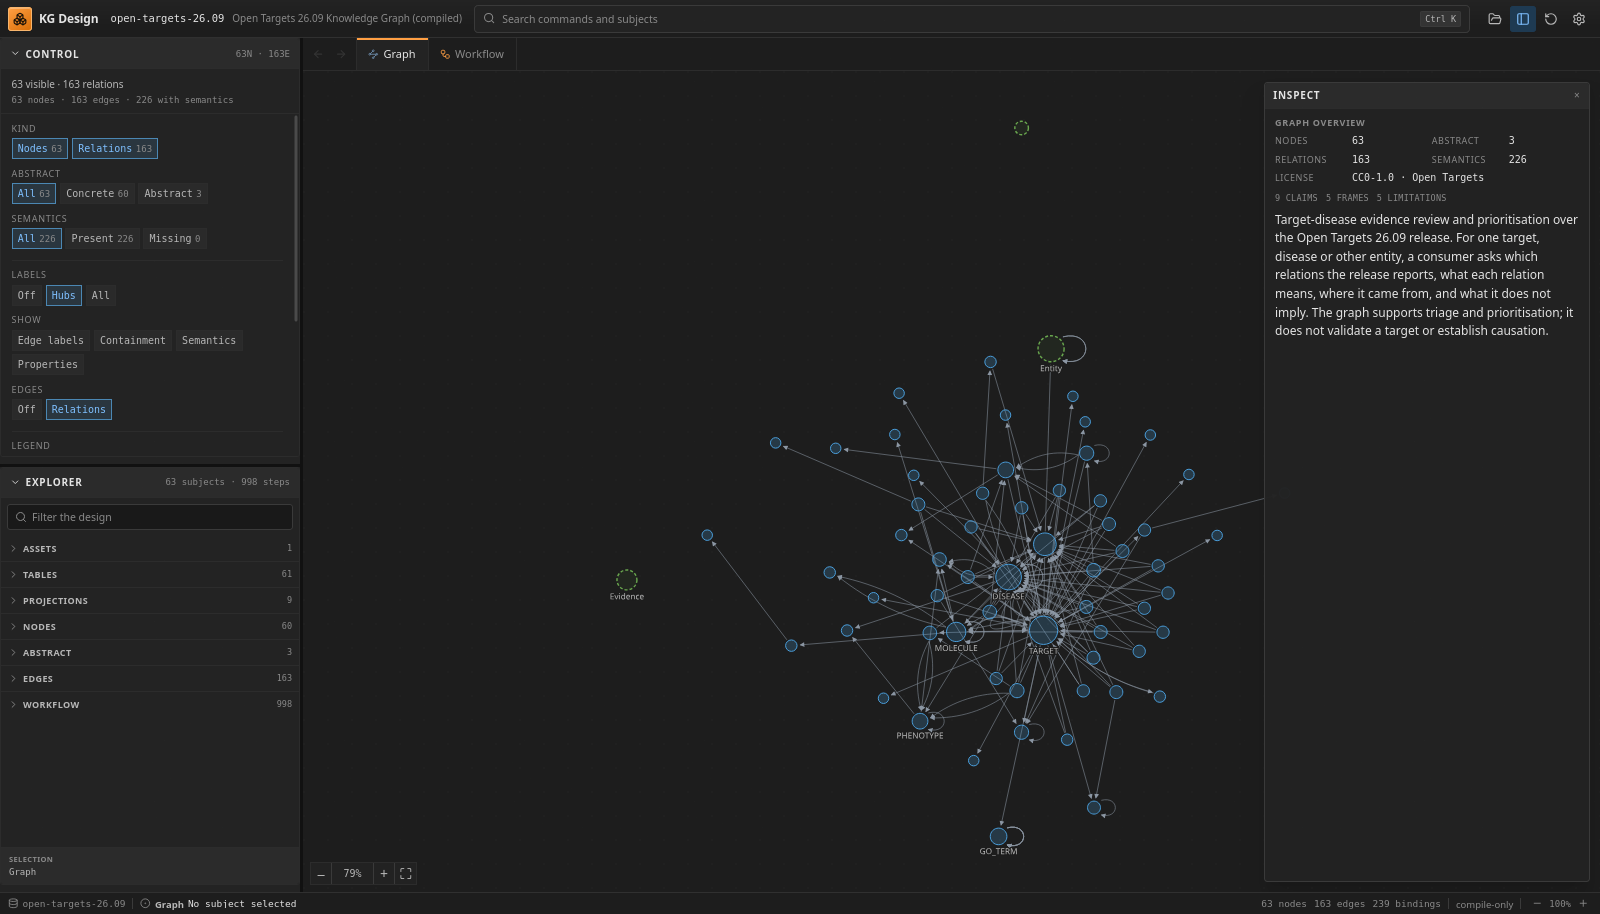 KG Design open-targets-26.09 Open Targets 26.09 Knowledge Graph (compiled) Search commands and subjects Ctrl K
CONTROL 63N · 163E
63 visible · 163 relations
63 nodes · 163 edges · 226 with semantics
KIND
Nodes 63 Relations 163
ABSTRACT
All 63 Concrete 60 Abstract 3
SEMANTICS
All 226 Present 226 Missing 0
LABELS
Off Hubs All
SHOW
Edge labels Containment Semantics
Properties
EDGES
Off Relations
LEGEND
EXPLORER 63 subjects · 998 steps
Filter the design
ASSETS 1
TABLES 61
PROJECTIONS 9
NODES 60
ABSTRACT 3
EDGES 163
WORKFLOW 998
SELECTION
Graph
Graph Workflow
Entity
Evidence
DISEASE
MOLECULE
TARGET
PHENOTYPE
GO_TERM
– 79% +
INSPECT ×
GRAPH OVERVIEW
NODES 63 ABSTRACT 3
RELATIONS 163 SEMANTICS 226
LICENSE CC0-1.0 · Open Targets
9 CLAIMS 5 FRAMES 5 LIMITATIONS
Target-disease evidence review and prioritisation over
the Open Targets 26.09 release. For one target,
disease or other entity, a consumer asks which
relations the release reports, what each relation
means, where it came from, and what it does not
imply. The graph supports triage and prioritisation; it
does not validate a target or establish causation.
open-targets-26.09 Graph No subject selected 63 nodes 163 edges 239 bindings compile-only – 100% +